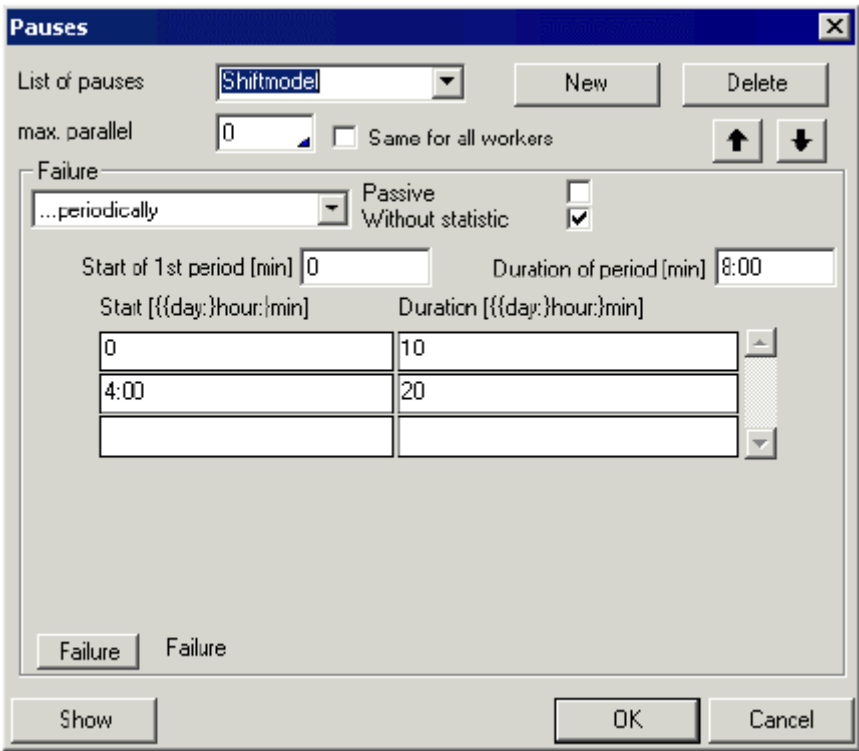 Pauses
List of pauses Shiftmodel New Delete
max. parallel 0 Same for all workers
Failure
...periodically Passive
Without statistic
Start of 1st period [min] 0 Duration of period [min] 8:00
Start [{{day:}hour:}min] Duration [{{day:}hour:}min]
0 10
4:00 20
Failure Failure
Show OK Cancel